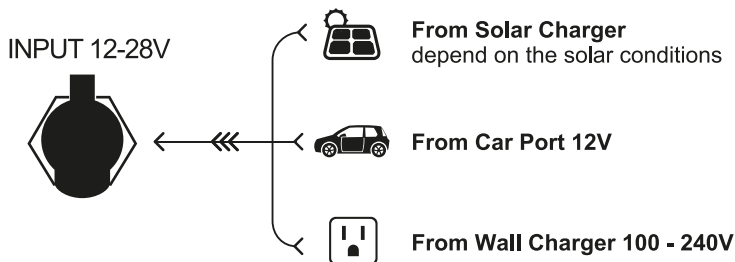 INPUT 12-28V
From Solar Charger
depend on the solar conditions
From Car Port 12V
From Wall Charger 100 - 240V